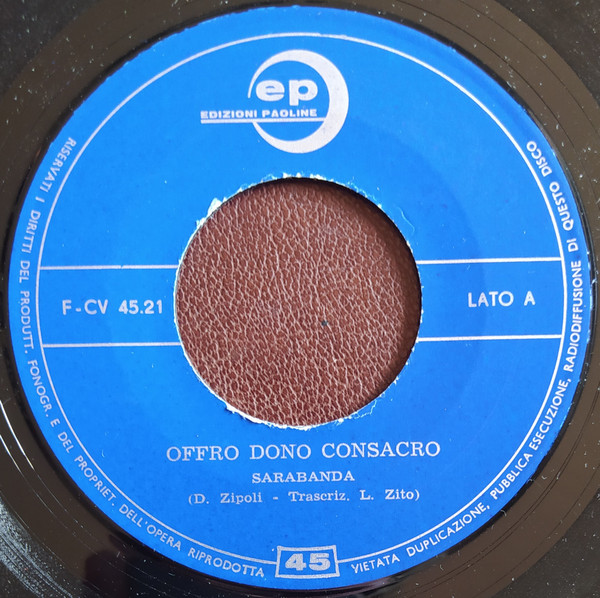 ep
EDIZIONI PAOLINE
F-CV 45.21
LATO A
OFFRO DONO CONSACRO
SARABANDA
(D. Zipoli - Trascriz. L. Zito)
45
RISERVATI I DIRITTI DEL PRODUTT. FONOGR. E DEL PROPRIET. DELL'OPERA RIPRODOTTA
VIETATA DUPLICAZIONE, PUBBLICA ESECUZIONE, RADIODIFFUSIONE DI QUESTO DISCO